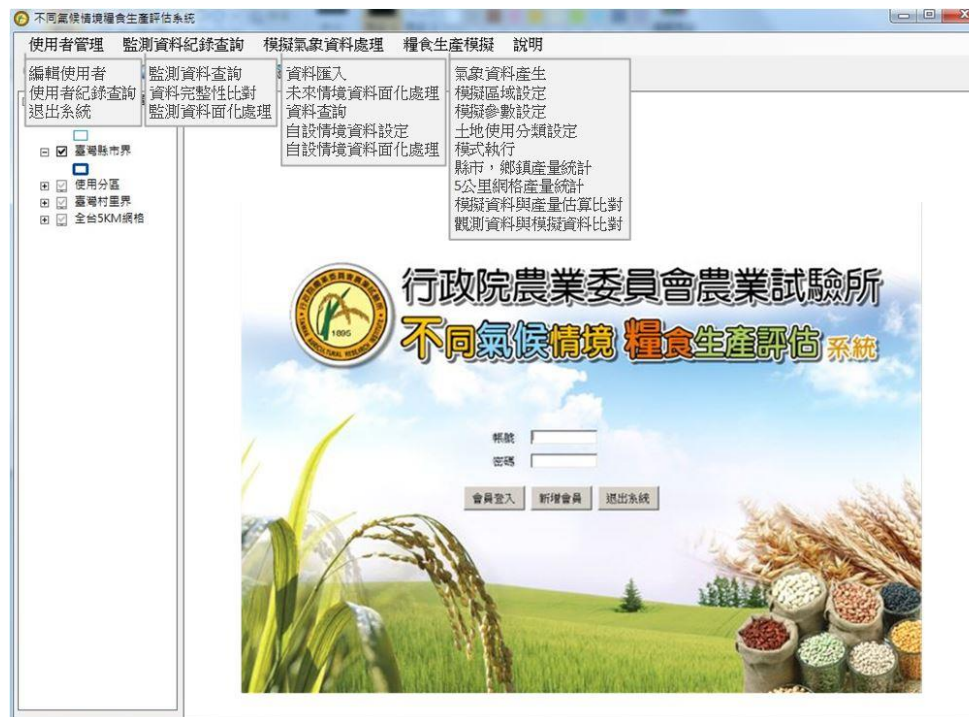 不同氣候情境糧食生產評估系統
使用者管理 監測資料紀錄查詢 模擬氣象資料處理 糧食生產模擬 說明
編輯使用者
使用者紀錄查詢
退出系統
監測資料查詢
資料完整性比對
監測資料面化處理
資料匯入
未來情境資料面化處理
資料查詢
自設情境資料設定
自設情境資料面化處理
氣象資料產生
模擬區域設定
模擬參數設定
土地使用分類設定
模式執行
縣市，鄉鎮產量統計
5公里網格產量統計
模擬資料與產量估算比對
觀測資料與模擬資料比對
臺灣縣市界
使用分區
臺灣村里界
全台5KM網格
行政院農業委員會農業試驗所
不同氣候情境 糧食生產評估 系統
1895
TAIWAN AGRICULTURAL RESEARCH INSTITUTE
帳號
密碼
會員登入 新增會員 退出系統